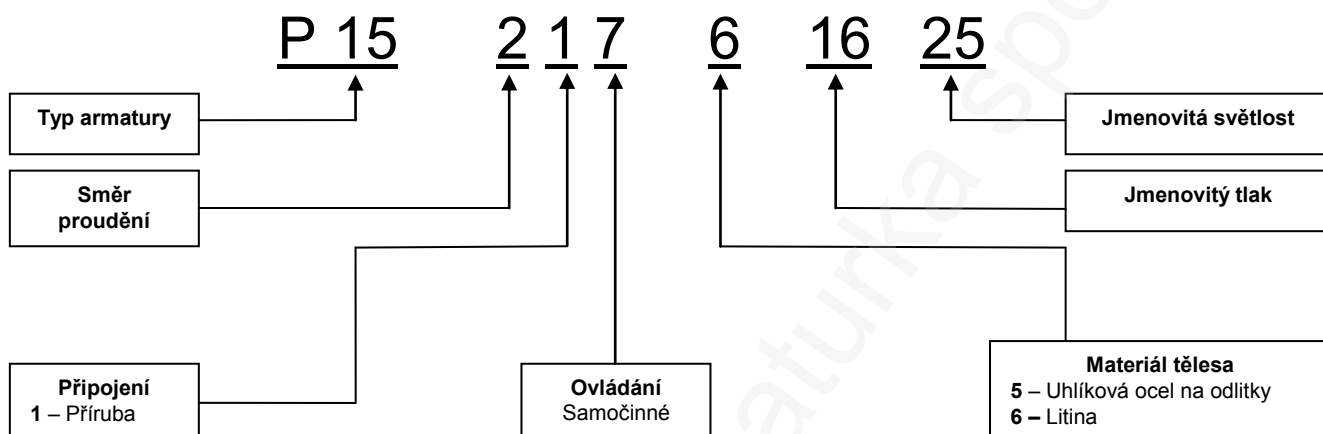 P 15 2 1 7 6 16 25
Typ armatury
Jmenovitá světlost
Směr
proudění
Jmenovitý tlak
Připojení
1 – Příruba
Ovládání
Samočinné
Materiál tělesa
5 – Uhlíková ocel na odlitky
6 – Litina